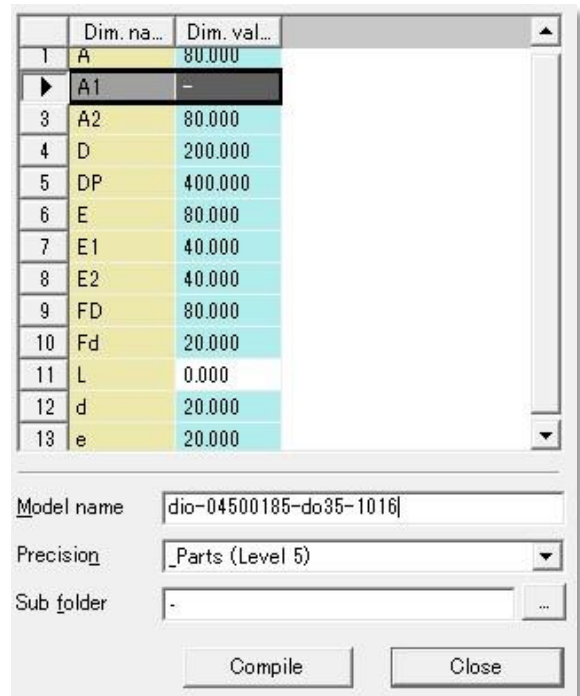 Dim. na... Dim. val...
1 A 80.000
A1 -
3 A2 80.000
4 D 200.000
5 DP 400.000
6 E 80.000
7 E1 40.000
8 E2 40.000
9 FD 80.000
10 Fd 20.000
11 L 0.000
12 d 20.000
13 e 20.000
Model name dio-04500185-do35-1016
Precision _Parts (Level 5)
Sub folder - ...
Compile Close